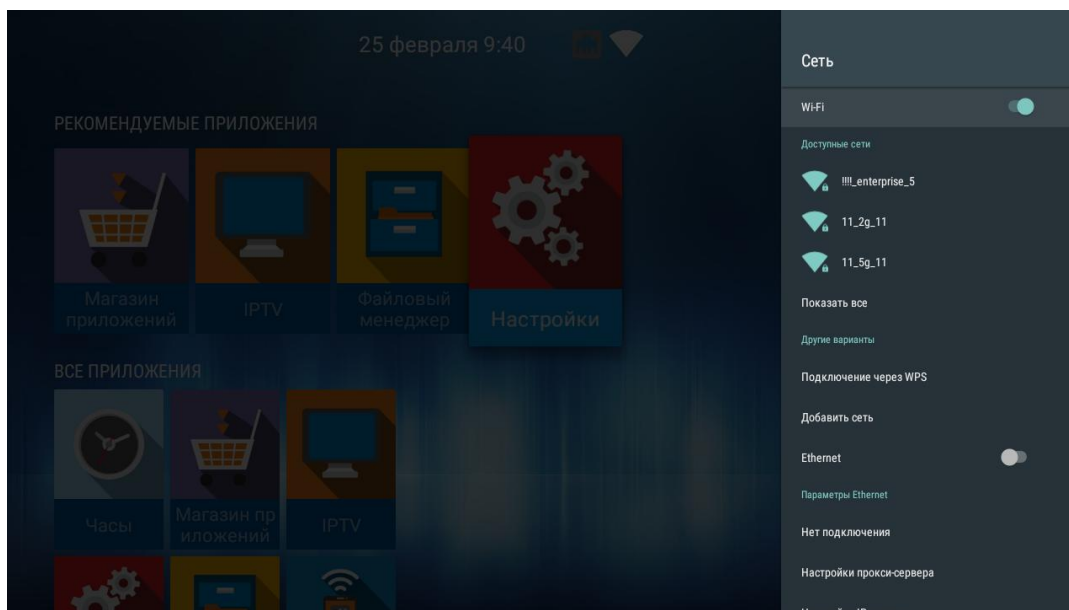 25 февраля 9:40
РЕКОМЕНДУЕМЫЕ ПРИЛОЖЕНИЯ
Магазин
приложений
IPTV
Файловый
менеджер
Настройки
ВСЕ ПРИЛОЖЕНИЯ
Часы
Магазин пр
иложений
IPTV
Сеть
Wi-Fi
Доступные сети
!!!!_enterprise_5
11_2g_11
11_5g_11
Показать все
Другие варианты
Подключение через WPS
Добавить сеть
Ethernet
Параметры Ethernet
Нет подключения
Настройки прокси-сервера